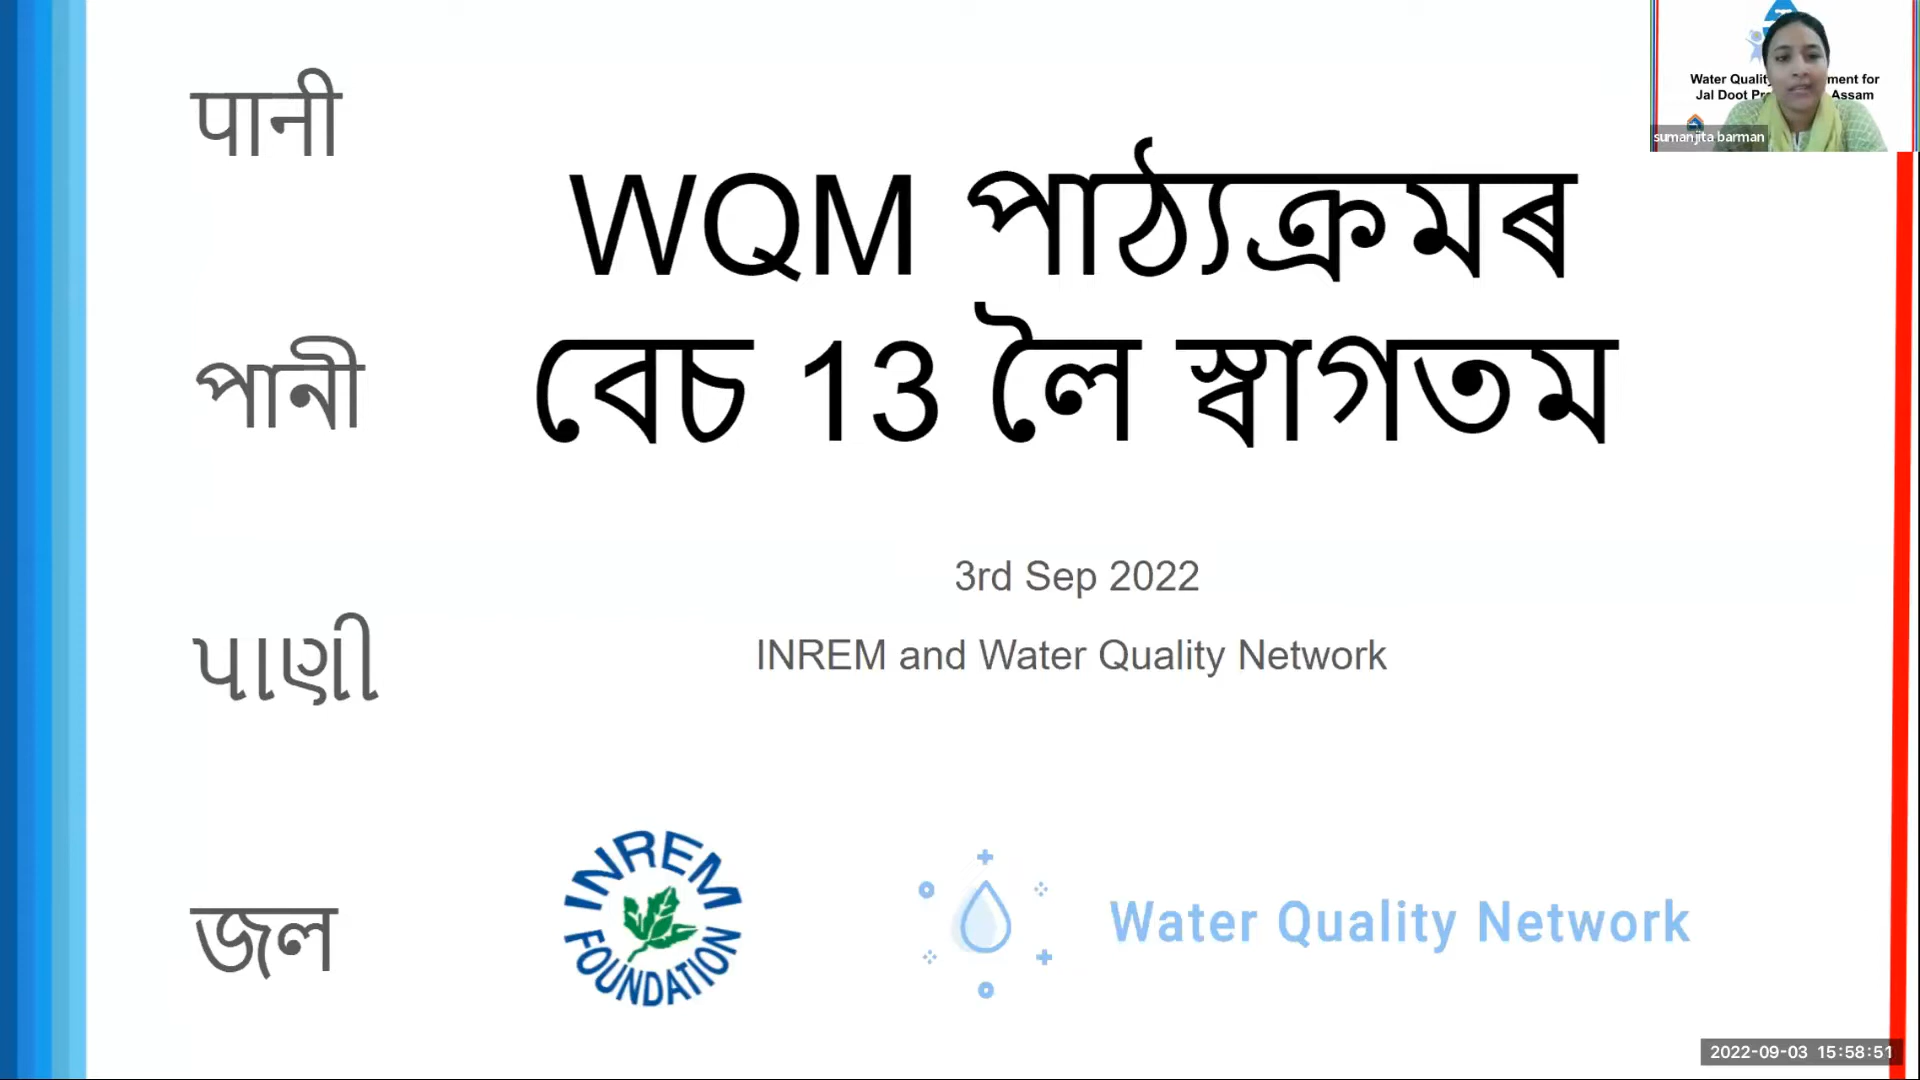 पानी
পানী
પાણી
জল
WQM পাঠ্যক্ৰমৰ
বেচ 13 লৈ স্বাগতম
3rd Sep 2022
INREM and Water Quality Network
INREM FOUNDATION
Water Quality Network
Water Quality ment for
Jal Doot Assam
sumanjita barman
2022-09-03 15:58:51